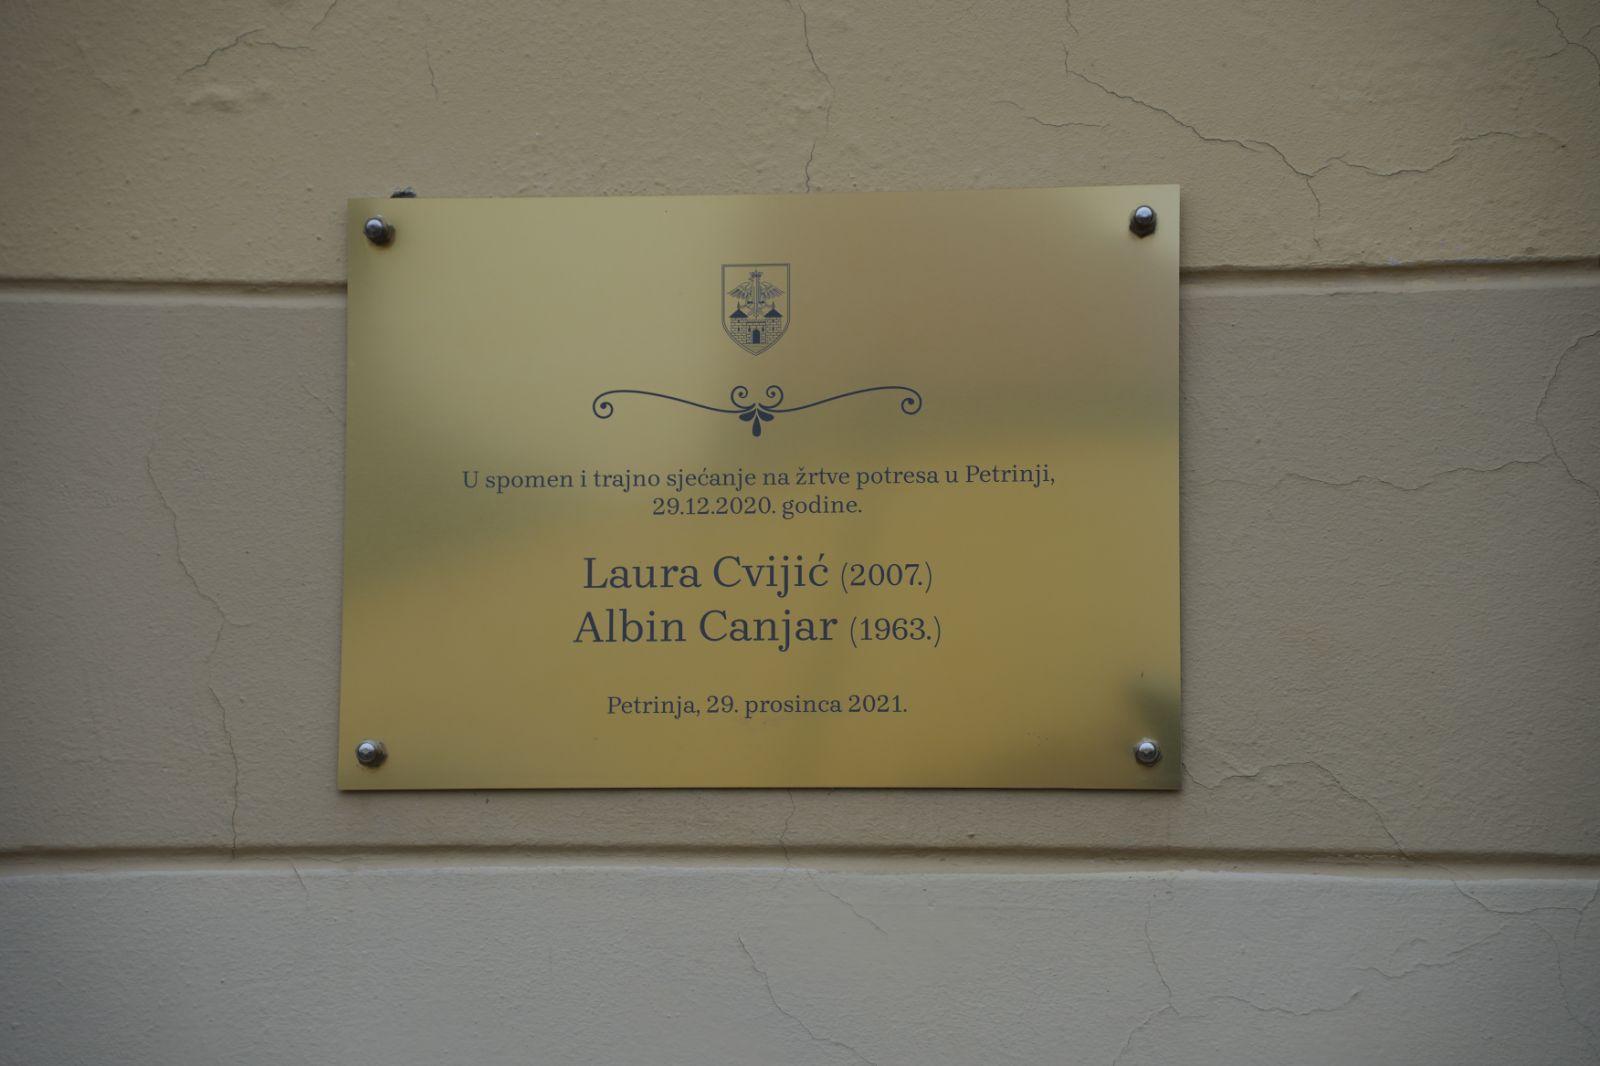 U spomen i trajno sjećanje na žrtve potresa u Petrinji,
29.12.2020. godine.
Laura Cvijić (2007.)
Albin Canjar (1963.)
Petrinja, 29. prosinca 2021.